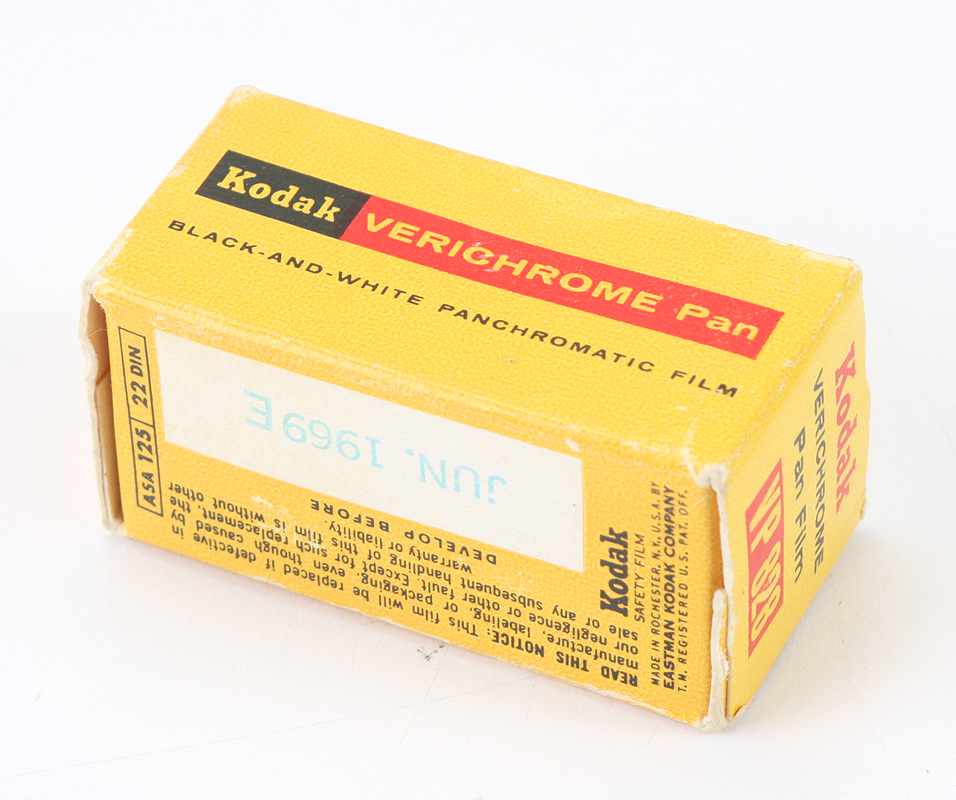 Kodak VERICHROME Pan
BLACK-AND-WHITE PANCHROMATIC FILM
ASA 125 22 DIN
JUN. 1969E
DEVELOP BEFORE
READ THIS NOTICE: This film will be replaced if defective in
manufacture, labeling, or packaging, even though caused by
our negligence or other fault. Except for such replacement, the
sale or any subsequent handling of this film is without other
warranty or liability.
Kodak
SAFETY FILM
MADE IN ROCHESTER, N.Y., U.S.A. BY
EASTMAN KODAK COMPANY
T.M. REGISTERED U.S. PAT. OFF.
Kodak
VERICHROME
Pan Film
VP 828